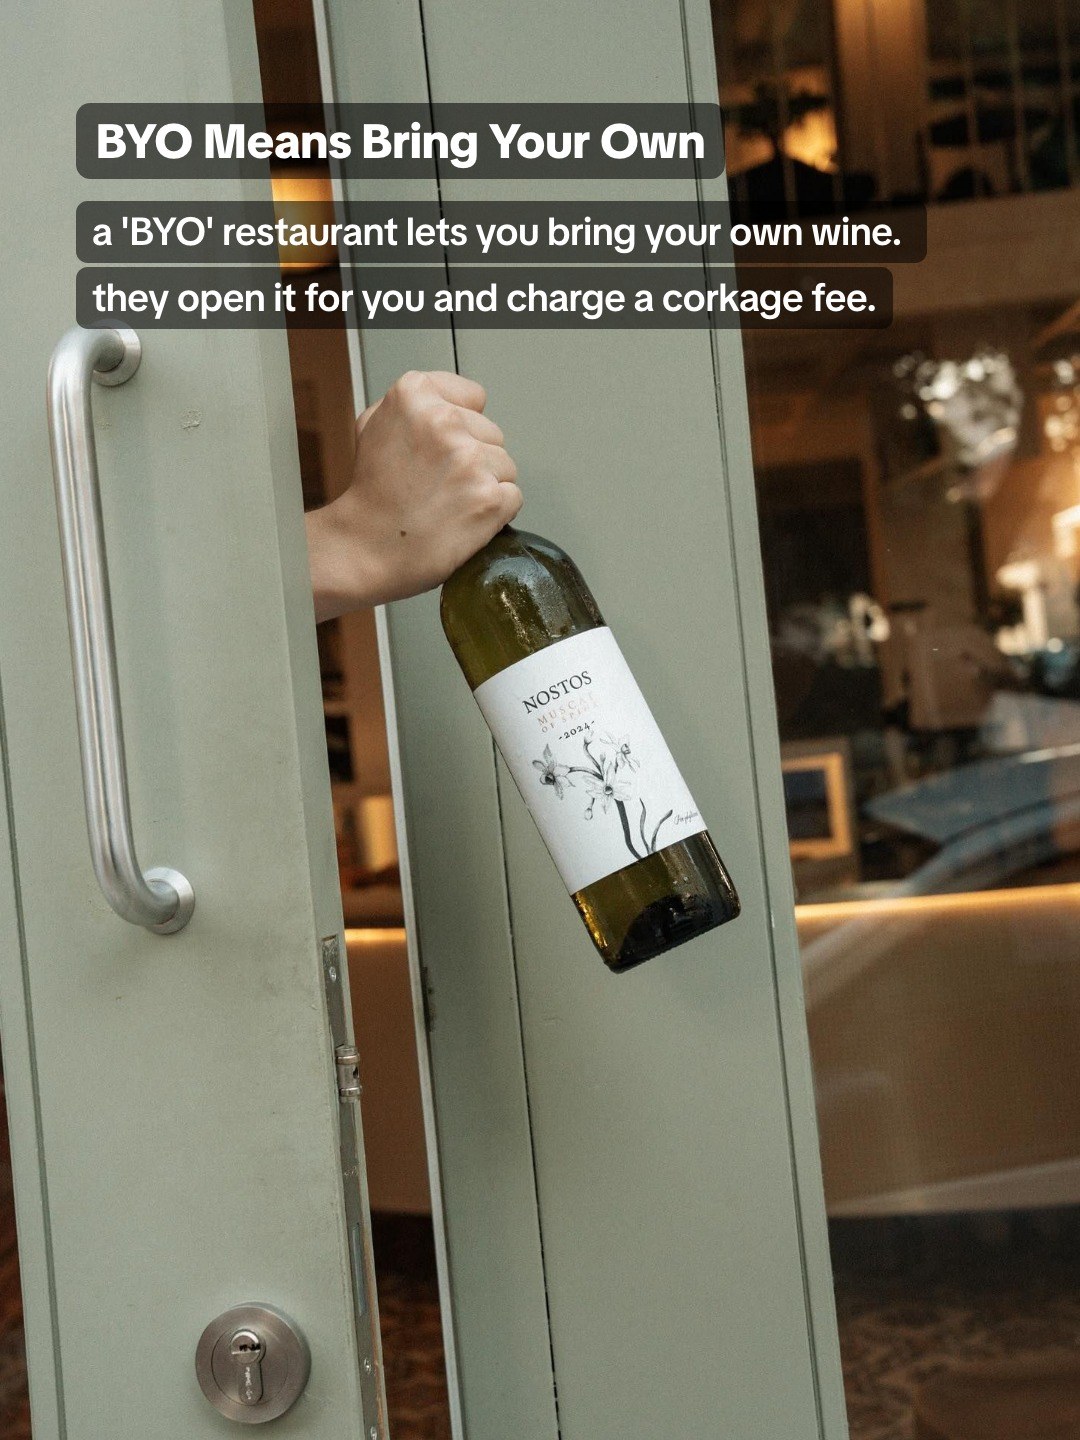 BYO Means Bring Your Own
a 'BYO' restaurant lets you bring your own wine.
they open it for you and charge a corkage fee.
NOSTOS
MUSCAT
-2024-